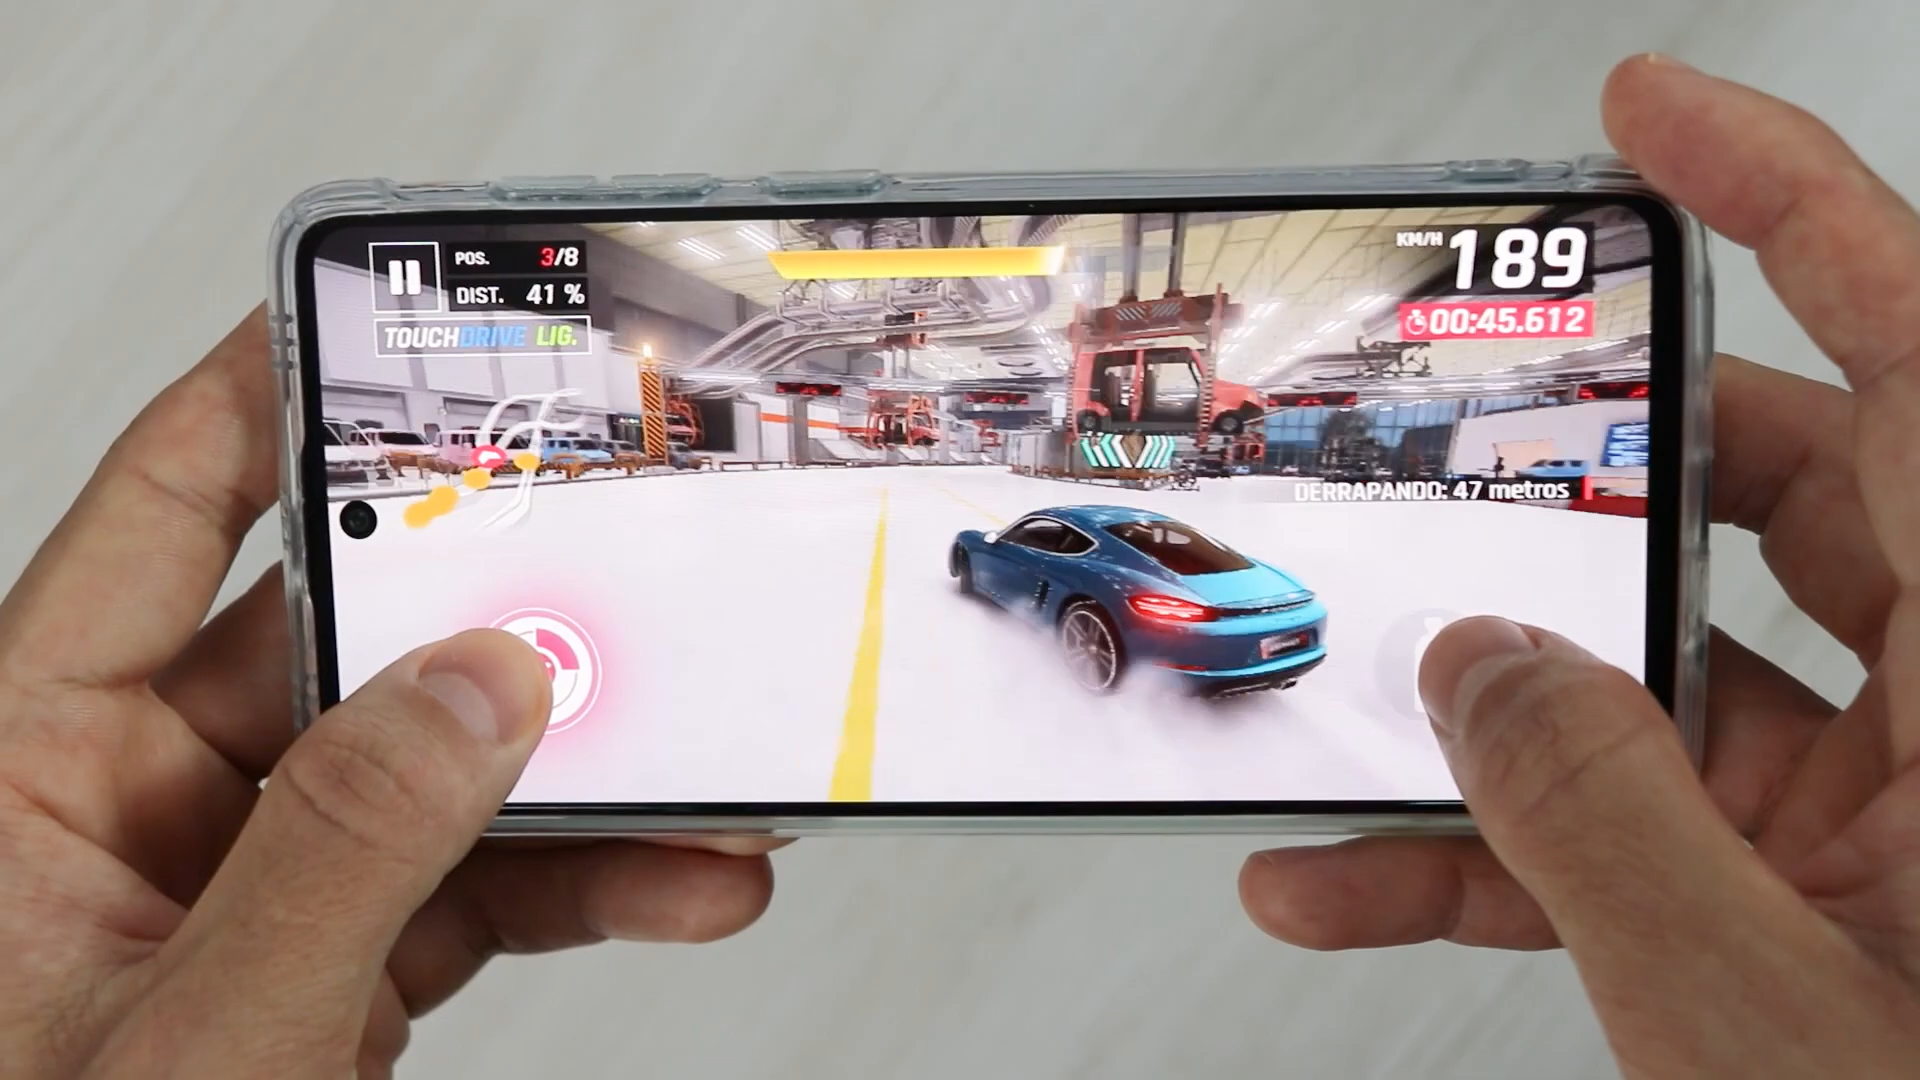 POS. 3/8
DIST. 41 %
TOUCHDRIVE LIG.
KM/H 189
00:45.612
DERRAPANDO: 47 metros